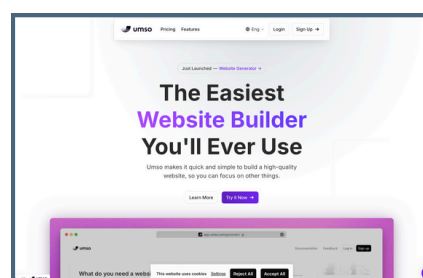 umso Pricing Features Eng Login Sign Up →
Just Launched — Website Generator →
The Easiest
Website Builder
You'll Ever Use
Umso makes it quick and simple to build a high-quality
website, so you can focus on other things.
Learn More Try It Now →
umso Documentation Feedback Log in Sign up
What do you need a websi
This website uses cookies Settings Reject All Accept All